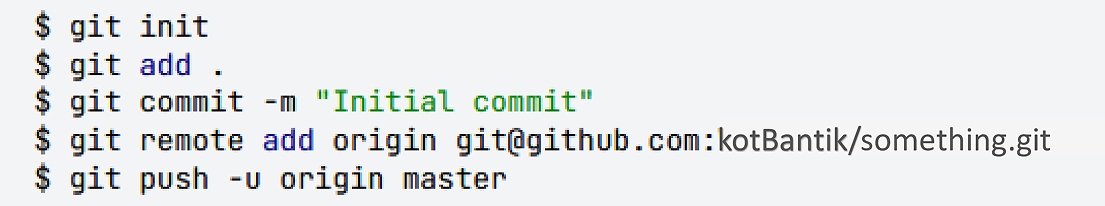 $ git init
$ git add .
$ git commit -m "Initial commit"
$ git remote add origin git@github.com:kotBantik/something.git
$ git push -u origin master